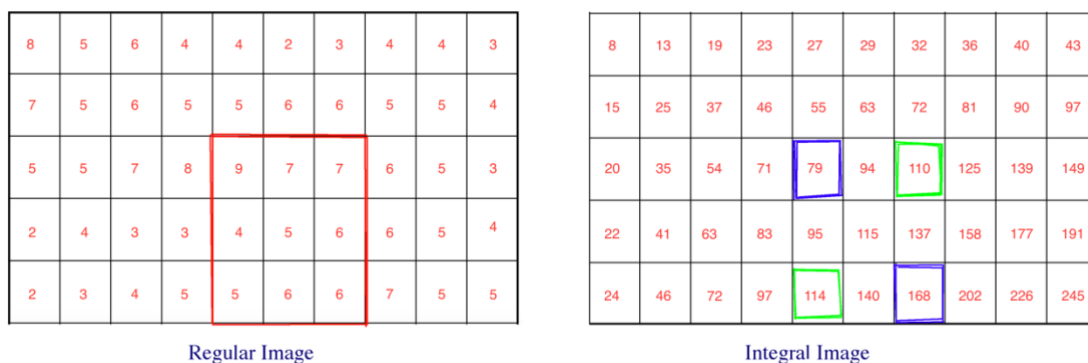 8 5 6 4 4 2 3 4 4 3
7 5 6 5 5 6 6 5 5 4
5 5 7 8 9 7 7 6 5 3
2 4 3 3 4 5 6 6 5 4
2 3 4 5 5 6 6 7 5 5
Regular Image
8 13 19 23 27 29 32 36 40 43
15 25 37 46 55 63 72 81 90 97
20 35 54 71 79 94 110 125 139 149
22 41 63 83 95 115 137 158 177 191
24 46 72 97 114 140 168 202 226 245
Integral Image